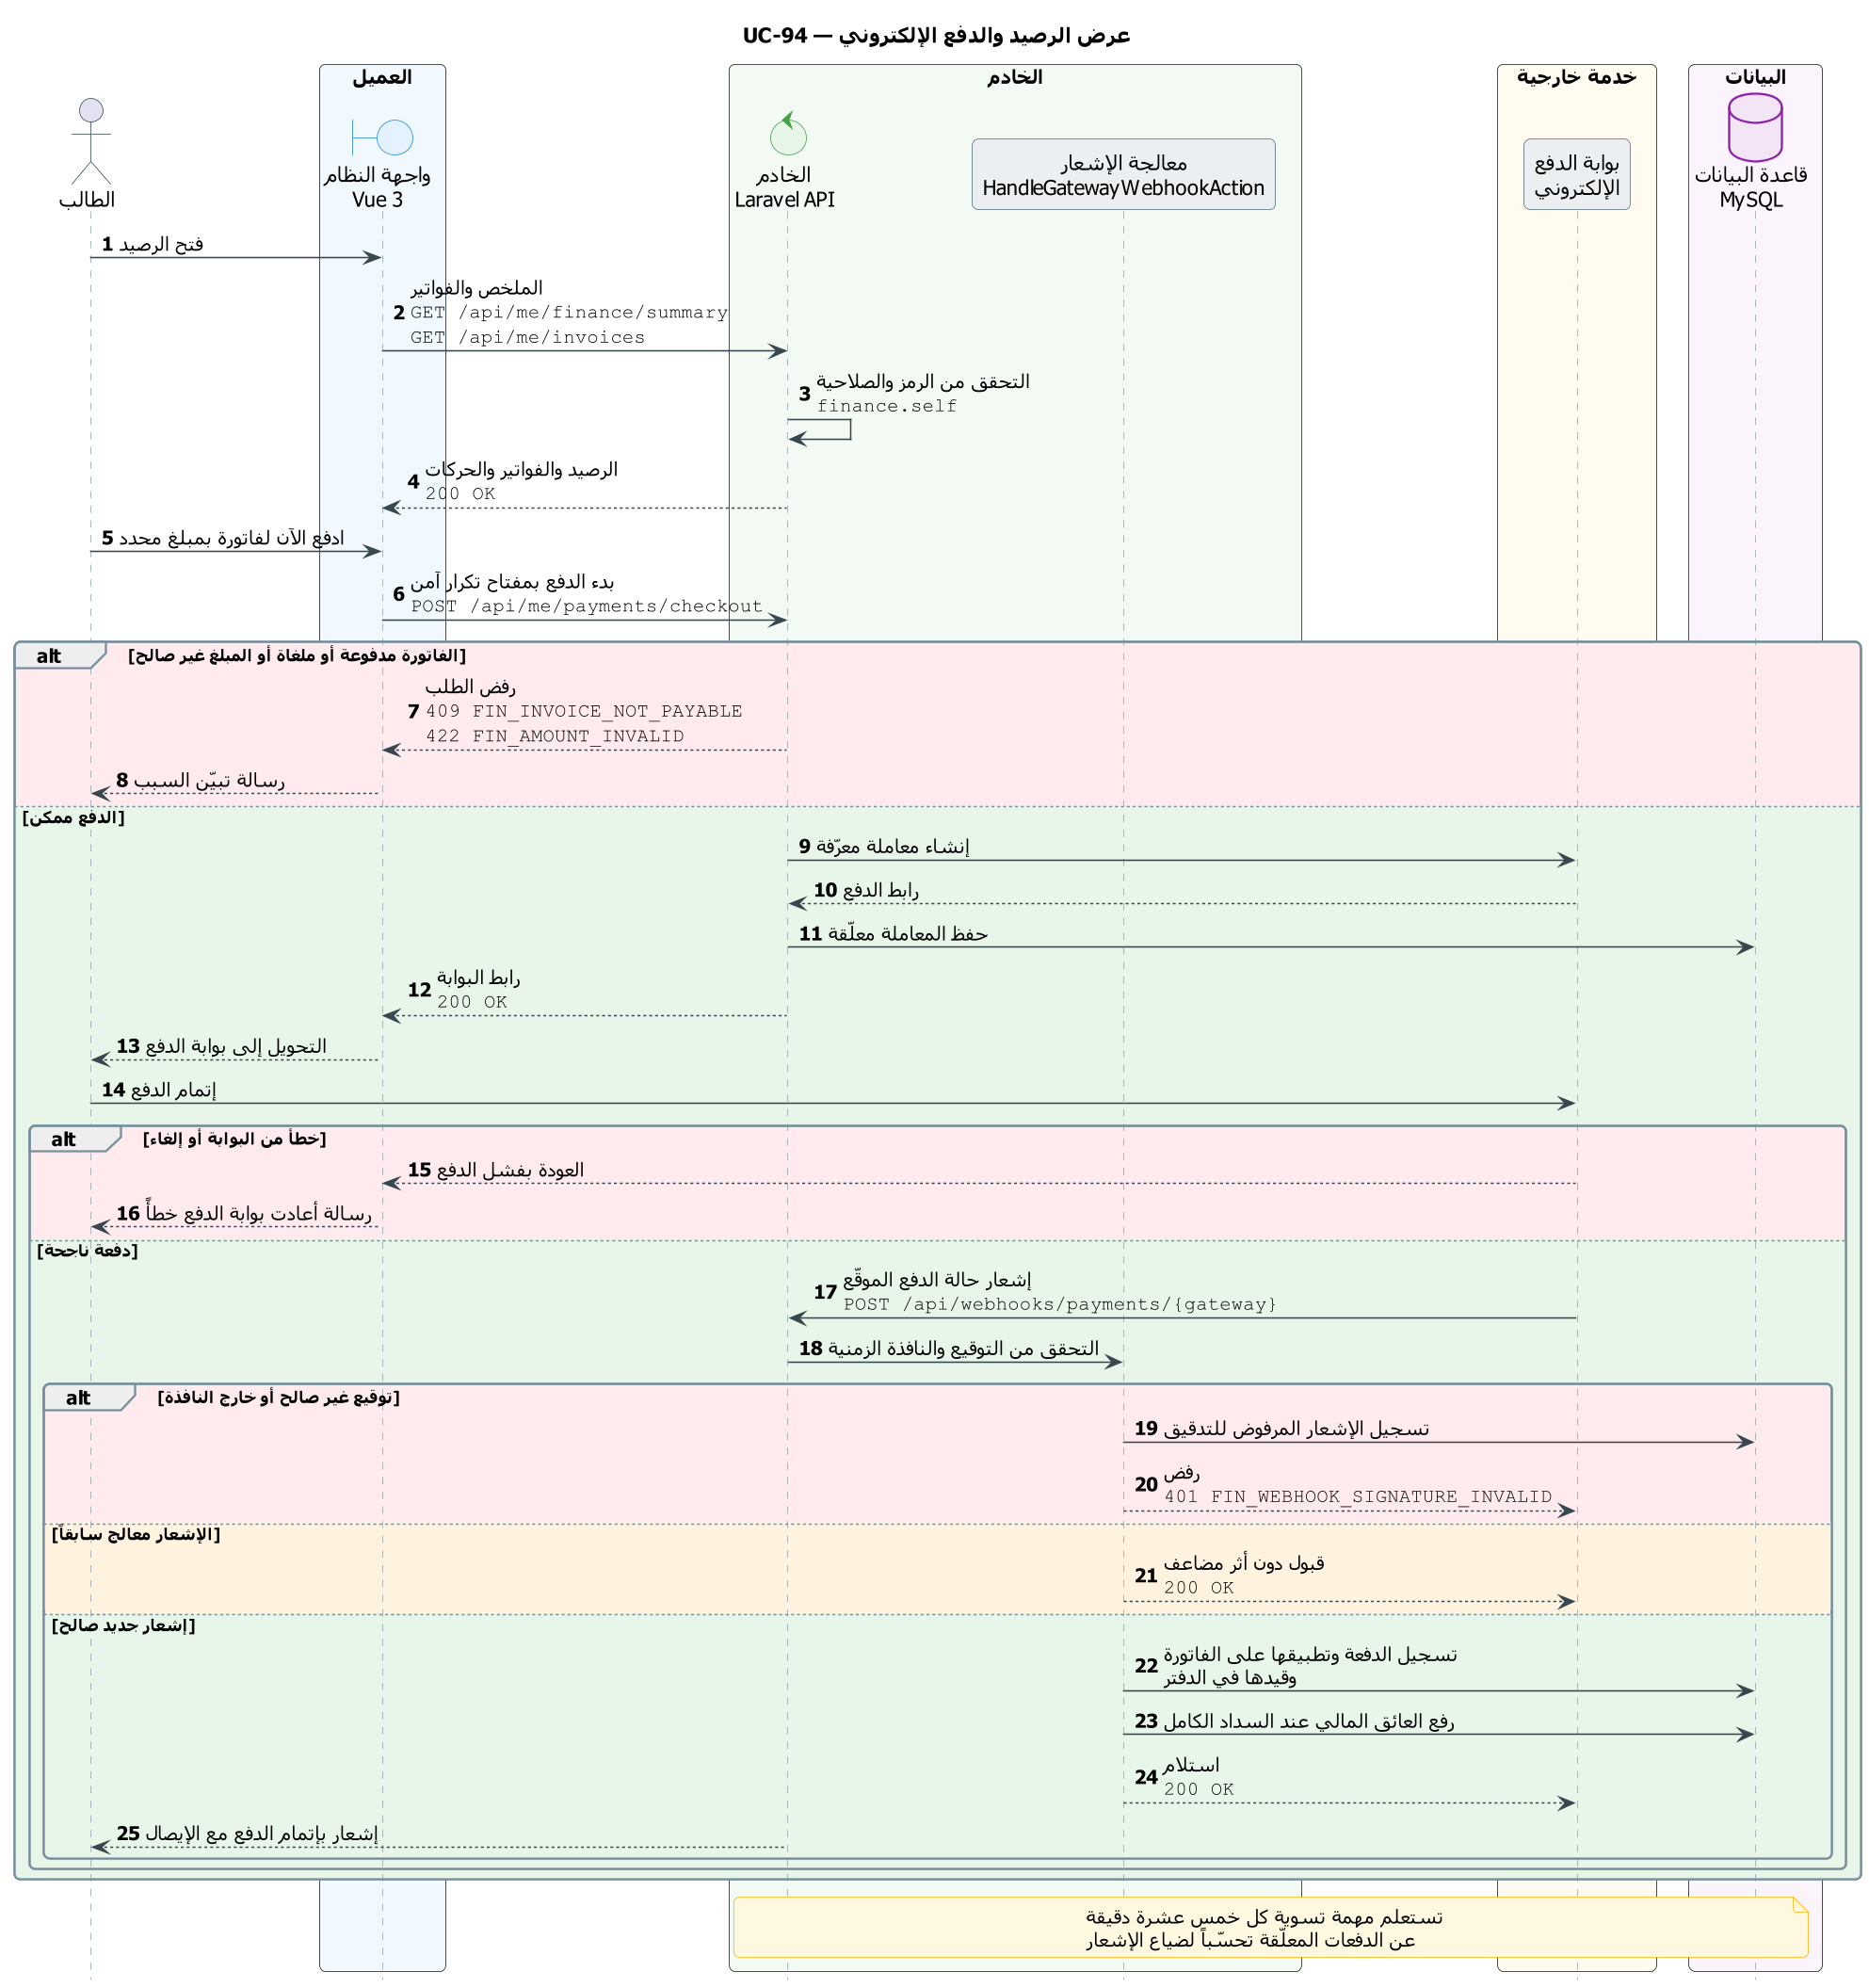 UC-94 — عرض الرصيد والدفع الإلكتروني
العميل
الخادم
خدمة خارجية
البيانات
الطالب
واجهة النظام
Vue 3
الخادم
Laravel API
معالجة الإشعار
HandleGatewayWebhookAction
بوابة الدفع
الإلكتروني
قاعدة البيانات
MySQL
1 فتح الرصيد
الملخص والفواتير
2 GET /api/me/finance/summary
GET /api/me/invoices
3 التحقق من الرمز والصلاحية
finance.self
4 الرصيد والفواتير والحركات
200 OK
5 ادفع الآن لفاتورة بمبلغ محدد
6 بدء الدفع بمفتاح تكرار آمن
POST /api/me/payments/checkout
alt [الفاتورة مدفوعة أو ملغاة أو المبلغ غير صالح]
رفض الطلب
7 409 FIN_INVOICE_NOT_PAYABLE
422 FIN_AMOUNT_INVALID
8 رسالة تبيّن السبب
[الدفع ممكن]
9 إنشاء معاملة معرّفة
10 رابط الدفع
11 حفظ المعاملة معلّقة
12 رابط البوابة
200 OK
13 التحويل إلى بوابة الدفع
14 إتمام الدفع
alt [خطأ من البوابة أو إلغاء]
15 العودة بفشل الدفع
16 رسالة أعادت بوابة الدفع خطأً
[دفعة ناجحة]
17 إشعار حالة الدفع الموقّع
POST /api/webhooks/payments/{gateway}
18 التحقق من التوقيع والنافذة الزمنية
alt [توقيع غير صالح أو خارج النافذة]
19 تسجيل الإشعار المرفوض للتدقيق
20 رفض
401 FIN_WEBHOOK_SIGNATURE_INVALID
[الإشعار معالج سابقاً]
21 قبول دون أثر مضاعف
200 OK
[إشعار جديد صالح]
22 تسجيل الدفعة وتطبيقها على الفاتورة
وقيدها في الدفتر
23 رفع العائق المالي عند السداد الكامل
24 استلام
200 OK
25 إشعار بإتمام الدفع مع الإيصال
تستعلم مهمة تسوية كل خمس عشرة دقيقة
عن الدفعات المعلّقة تحسّباً لضياع الإشعار